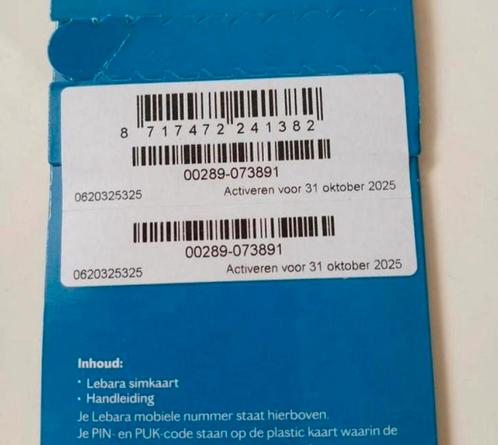 8 717472 241382
00289-073891
0620325325 Activeren voor 31 oktober 2025
00289-073891
0620325325 Activeren voor 31 oktober 2025
Inhoud:
· Lebara simkaart
· Handleiding
Je Lebara mobiele nummer staat hierboven.
Je PIN- en PUK-code staan op de plastic kaart waarin de